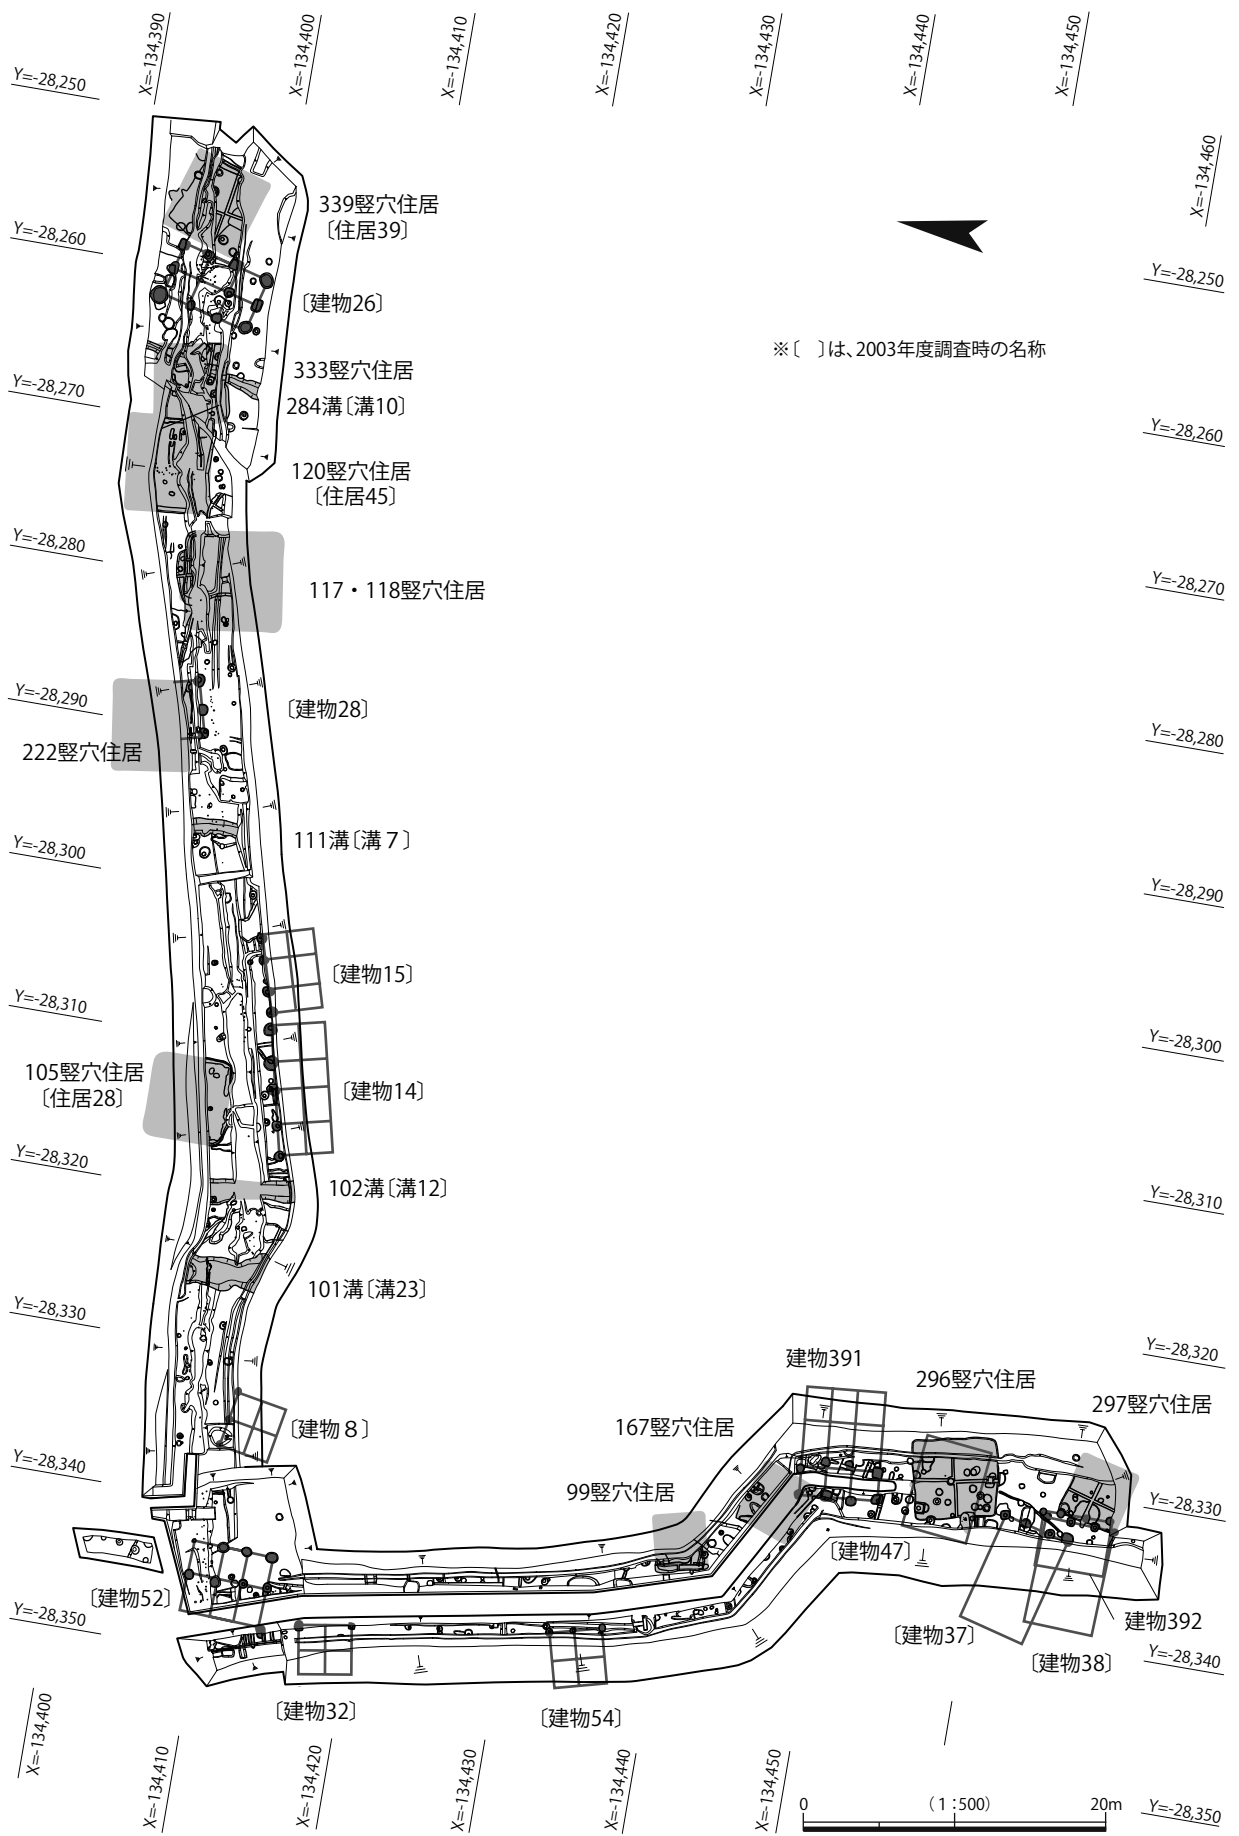 X=-134,390
X=-134,400
X=-134,410
X=-134,420
X=-134,430
X=-134,440
X=-134,450
X=-134,460
Y=-28,250
Y=-28,260
Y=-28,270
Y=-28,280
Y=-28,290
Y=-28,300
Y=-28,310
Y=-28,320
Y=-28,330
Y=-28,340
Y=-28,350
Y=-28,250
Y=-28,260
Y=-28,270
Y=-28,280
Y=-28,290
Y=-28,300
Y=-28,310
Y=-28,320
Y=-28,330
Y=-28,340
Y=-28,350
339竪穴住居
〔住居39〕
〔建物26〕
※〔 〕は、2003年度調査時の名称
333竪穴住居
284溝〔溝10〕
120竪穴住居
〔住居45〕
117・118竪穴住居
〔建物28〕
222竪穴住居
111溝〔溝７〕
〔建物15〕
105竪穴住居
〔住居28〕
〔建物14〕
102溝〔溝12〕
101溝〔溝23〕
〔建物８〕
建物391
296竪穴住居
297竪穴住居
167竪穴住居
99竪穴住居
〔建物47〕
〔建物52〕
建物392
〔建物37〕
〔建物38〕
〔建物32〕
〔建物54〕
X=-134,400
X=-134,410
X=-134,420
X=-134,430
X=-134,440
X=-134,450
0 （1：500） 20m